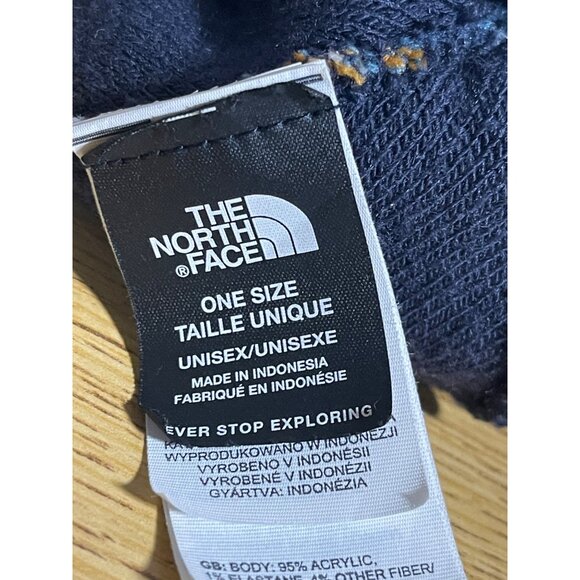 THE
NORTH
® FACE
ONE SIZE
TAILLE UNIQUE
UNISEX/UNISEXE
MADE IN INDONESIA
FABRIQUÉ EN INDONÉSIE
EVER STOP EXPLORING
WYPRODUKOWANO W INDONEZJI
VYROBENO V INDONÉSII
VYROBENÉ V INDONÉZII
GYÁRTVA: INDONÉZIA
GB: BODY: 95% ACRYLIC,
1% ELASTANE, 4% OTHER FIBER/